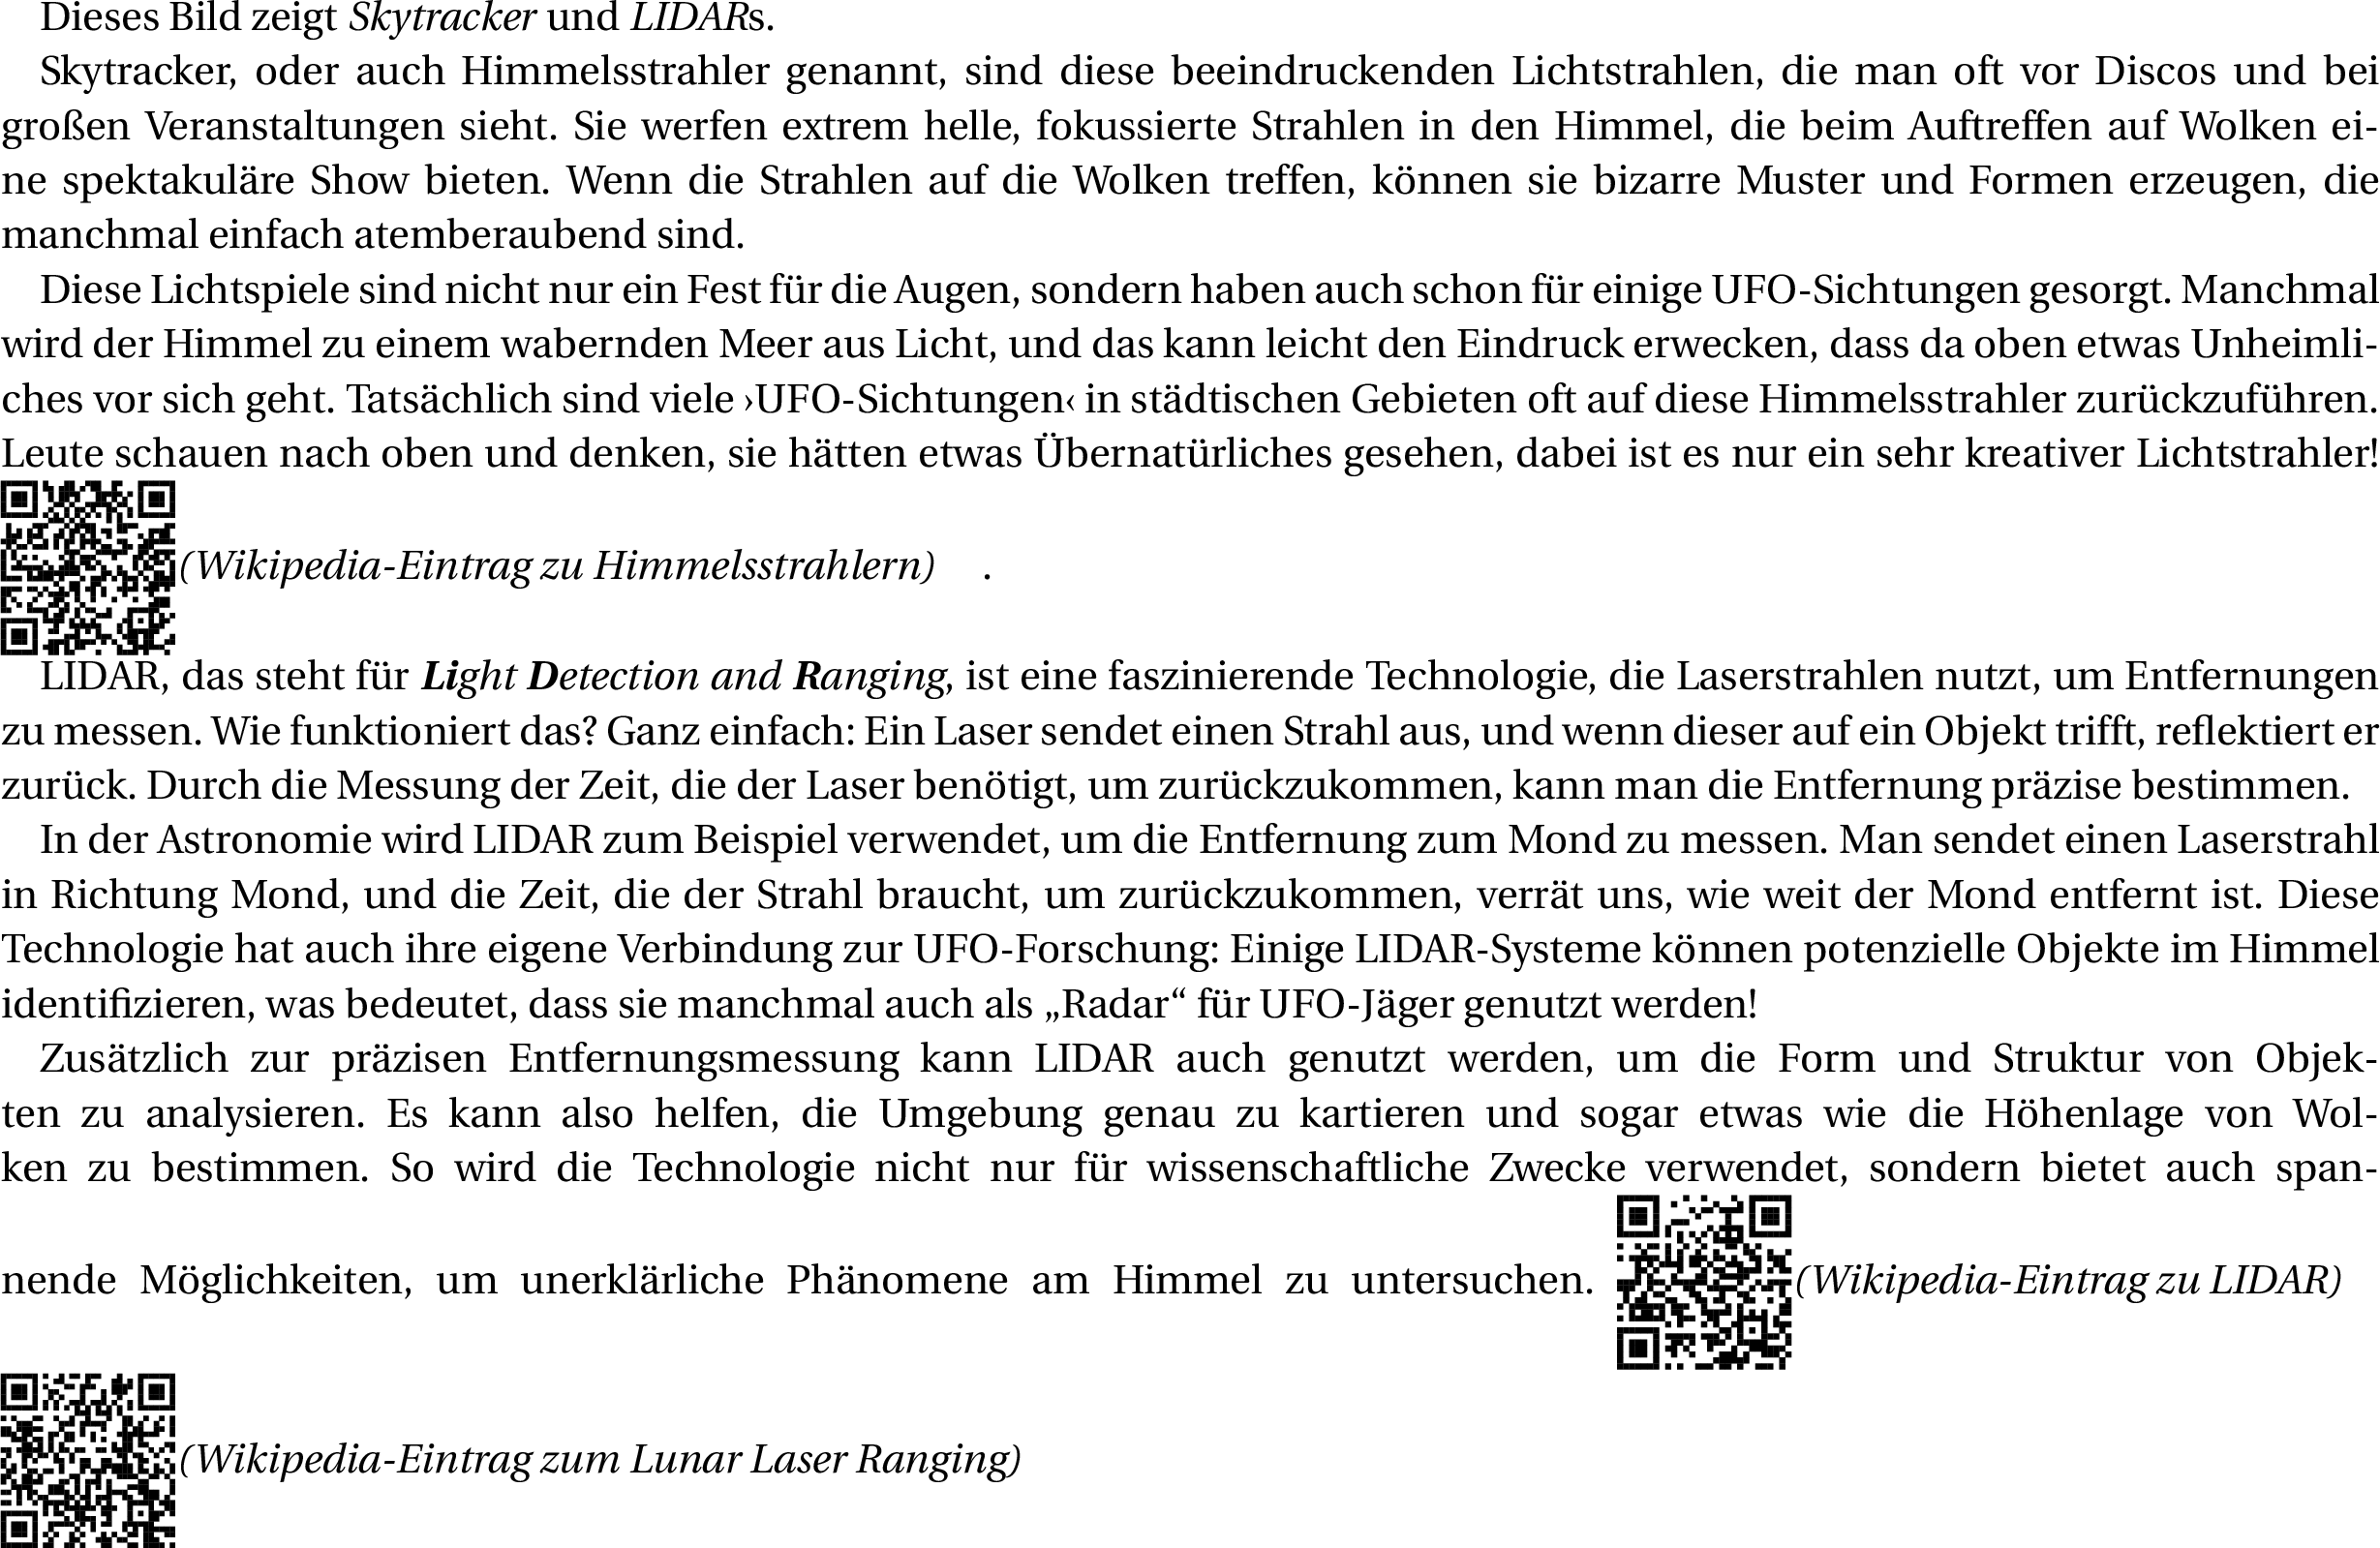 Dieses Bild zeigt Skytracker und LIDARs.
Skytracker, oder auch Himmelsstrahler genannt, sind diese beeindruckenden Lichtstrahlen, die man oft vor Discos und bei
großen Veranstaltungen sieht. Sie werfen extrem helle, fokussierte Strahlen in den Himmel, die beim Auftreffen auf Wolken ei-
ne spektakuläre Show bieten. Wenn die Strahlen auf die Wolken treffen, können sie bizarre Muster und Formen erzeugen, die
manchmal einfach atemberaubend sind.
Diese Lichtspiele sind nicht nur ein Fest für die Augen, sondern haben auch schon für einige UFO-Sichtungen gesorgt. Manchmal
wird der Himmel zu einem wabernden Meer aus Licht, und das kann leicht den Eindruck erwecken, dass da oben etwas Unheimli-
ches vor sich geht. Tatsächlich sind viele ›UFO-Sichtungen‹ in städtischen Gebieten oft auf diese Himmelsstrahler zurückzuführen.
Leute schauen nach oben und denken, sie hätten etwas Übernatürliches gesehen, dabei ist es nur ein sehr kreativer Lichtstrahler!
(Wikipedia-Eintrag zu Himmelsstrahlern) .
LIDAR, das steht für Light Detection and Ranging, ist eine faszinierende Technologie, die Laserstrahlen nutzt, um Entfernungen
zu messen. Wie funktioniert das? Ganz einfach: Ein Laser sendet einen Strahl aus, und wenn dieser auf ein Objekt trifft, reflektiert er
zurück. Durch die Messung der Zeit, die der Laser benötigt, um zurückzukommen, kann man die Entfernung präzise bestimmen.
In der Astronomie wird LIDAR zum Beispiel verwendet, um die Entfernung zum Mond zu messen. Man sendet einen Laserstrahl
in Richtung Mond, und die Zeit, die der Strahl braucht, um zurückzukommen, verrät uns, wie weit der Mond entfernt ist. Diese
Technologie hat auch ihre eigene Verbindung zur UFO-Forschung: Einige LIDAR-Systeme können potenzielle Objekte im Himmel
identifizieren, was bedeutet, dass sie manchmal auch als „Radar“ für UFO-Jäger genutzt werden!
Zusätzlich zur präzisen Entfernungsmessung kann LIDAR auch genutzt werden, um die Form und Struktur von Objek-
ten zu analysieren. Es kann also helfen, die Umgebung genau zu kartieren und sogar etwas wie die Höhenlage von Wol-
ken zu bestimmen. So wird die Technologie nicht nur für wissenschaftliche Zwecke verwendet, sondern bietet auch span-
nende Möglichkeiten, um unerklärliche Phänomene am Himmel zu untersuchen. (Wikipedia-Eintrag zu LIDAR)
(Wikipedia-Eintrag zum Lunar Laser Ranging)